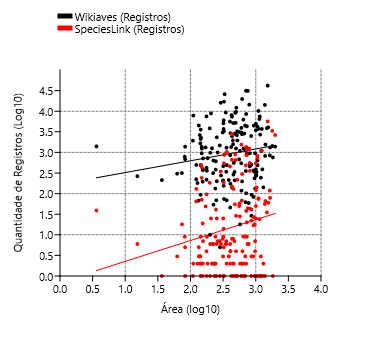 Wikiaves (Registros)
SpeciesLink (Registros)
Quantidade de Registros (Log10)
4.5
4.0
3.5
3.0
2.5
2.0
1.5
1.0
0.5
0.0
0.0 0.5 1.0 1.5 2.0 2.5 3.0 3.5 4.0
Área (log10)